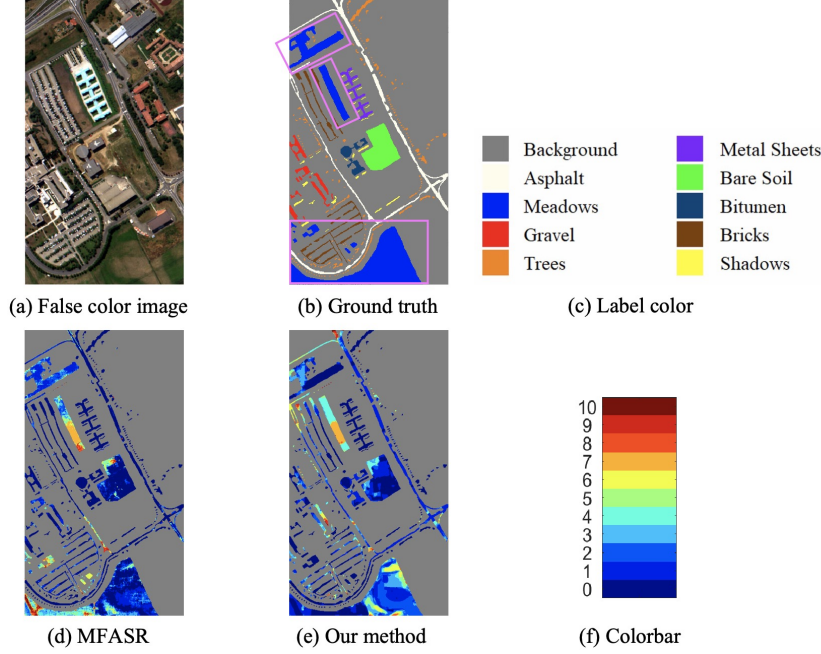 (a) False color image
(b) Ground truth
Background
Asphalt
Meadows
Gravel
Trees
Metal Sheets
Bare Soil
Bitumen
Bricks
Shadows
(c) Label color
(d) MFASR
(e) Our method
10
9
8
7
6
5
4
3
2
1
0
(f) Colorbar